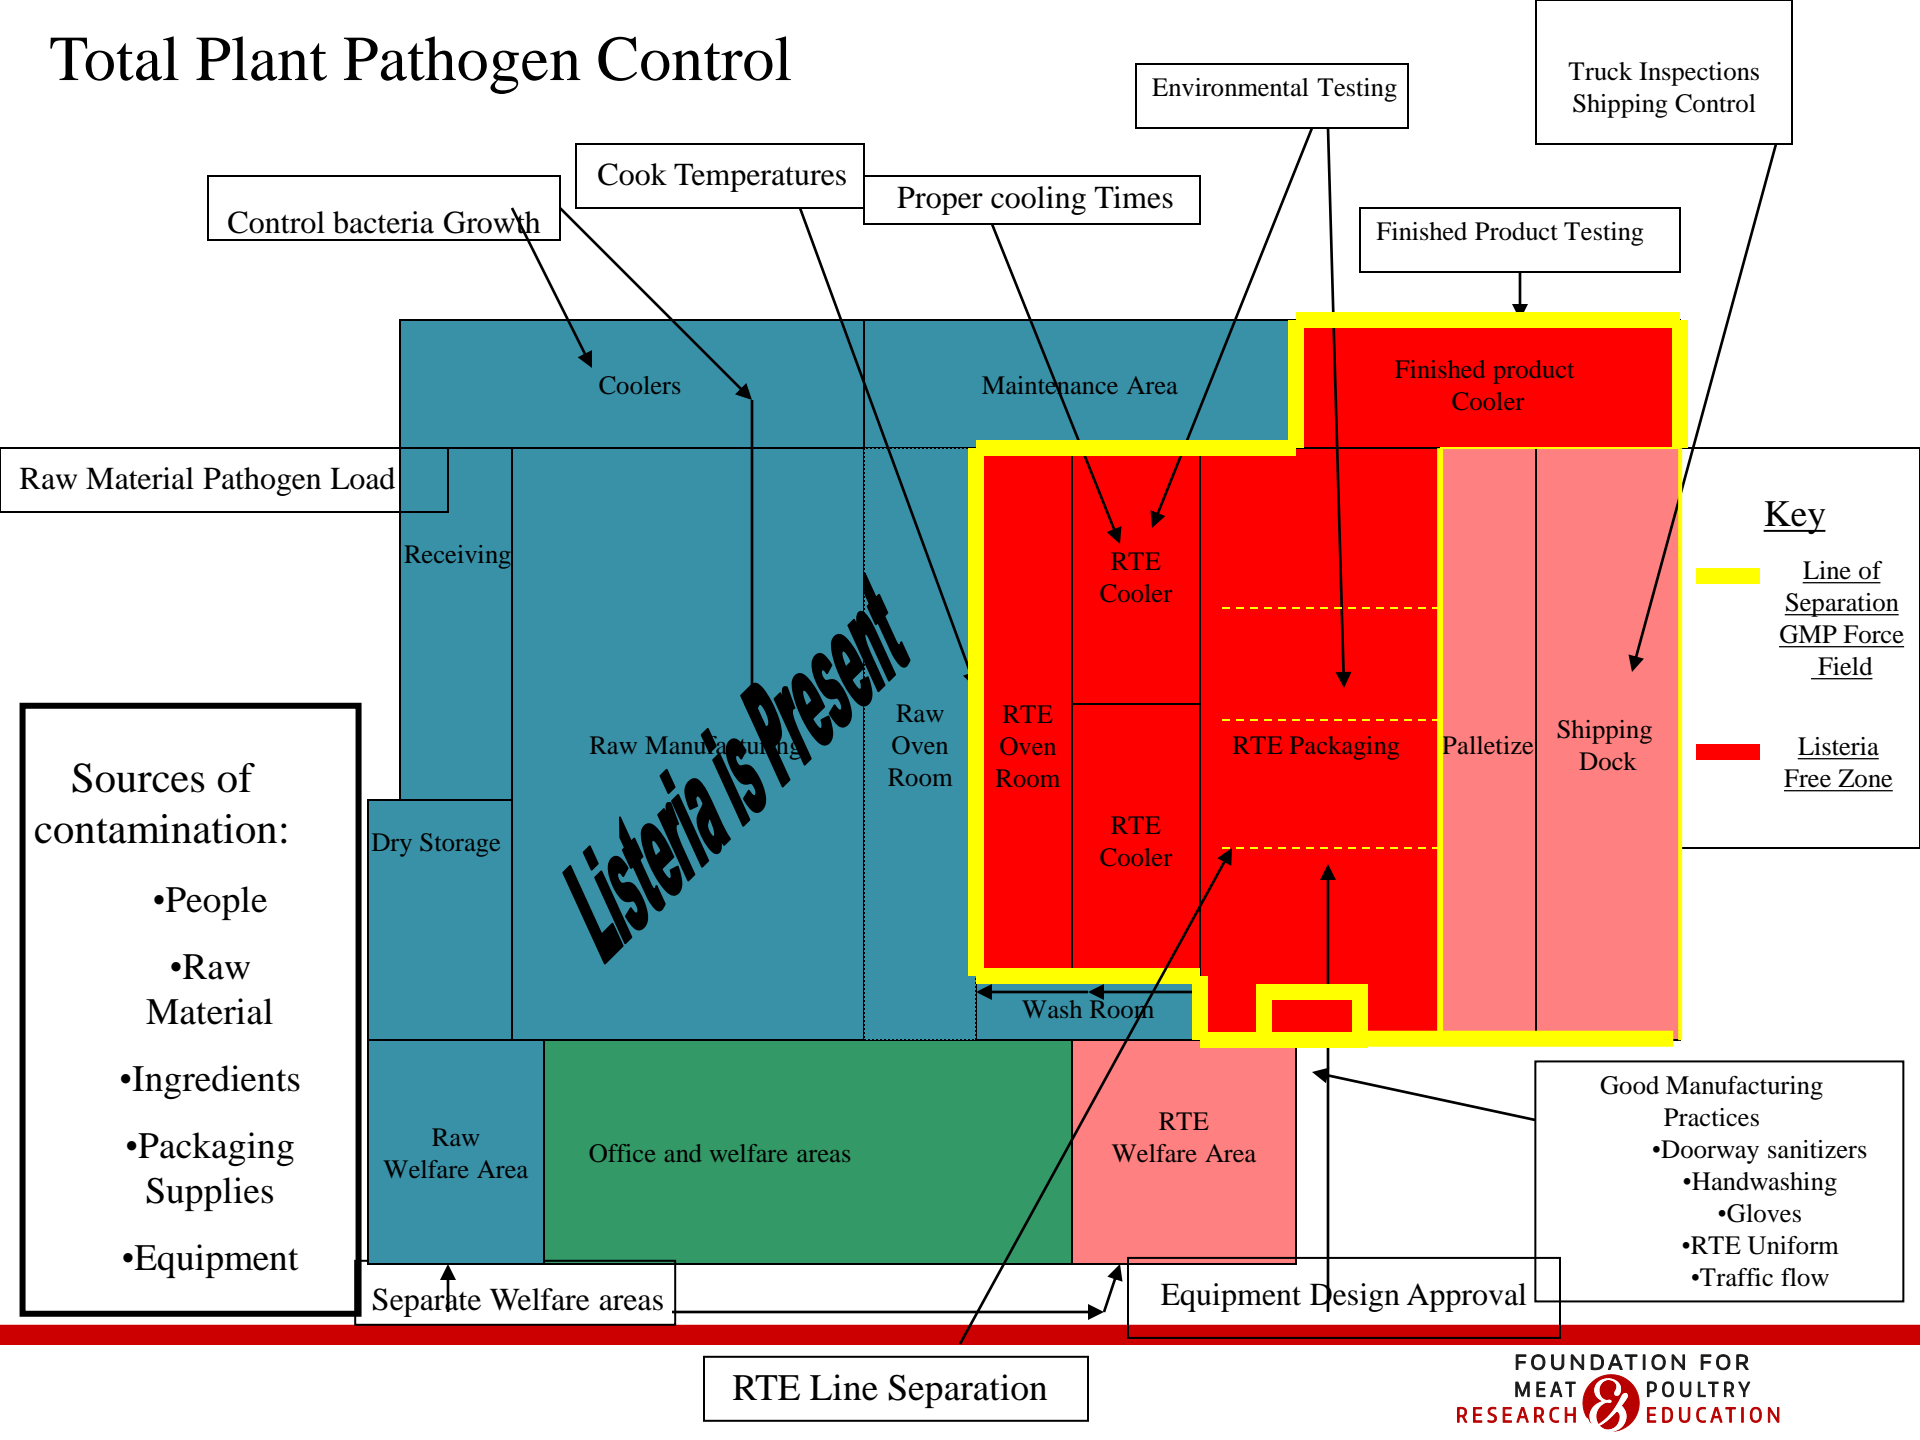 Total Plant Pathogen Control
Truck Inspections
Shipping Control
Environmental Testing
Cook Temperatures
Proper cooling Times
Control bacteria Growth
Finished Product Testing
Coolers
Maintenance Area
Finished product
Cooler
Raw Material Pathogen Load
Receiving
RTE
Cooler
Key
Line of
Separation
GMP Force
Field
Listeria
Free Zone
Listeria is Present
Raw Manufacturing
Raw
Oven
Room
RTE
Oven
Room
RTE Packaging
Palletize
Shipping
Dock
Dry Storage
RTE
Cooler
Wash Room
Sources of
contamination:
•People
•Raw
Material
•Ingredients
•Packaging
Supplies
•Equipment
Raw
Welfare Area
Office and welfare areas
RTE
Welfare Area
Good Manufacturing
Practices
•Doorway sanitizers
•Handwashing
•Gloves
•RTE Uniform
•Traffic flow
Separate Welfare areas
Equipment Design Approval
RTE Line Separation
FOUNDATION FOR
MEAT & POULTRY
RESEARCH EDUCATION